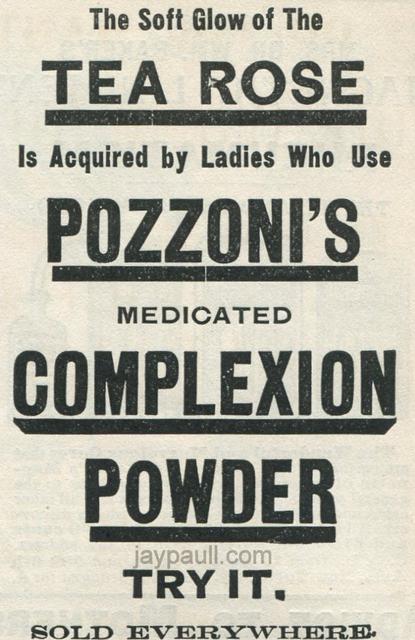 The Soft Glow of The
TEA ROSE
Is Acquired by Ladies Who Use
POZZONI'S
MEDICATED
COMPLEXION
POWDER
jaypaull.com
TRY IT.
SOLD EVERYWHERE.